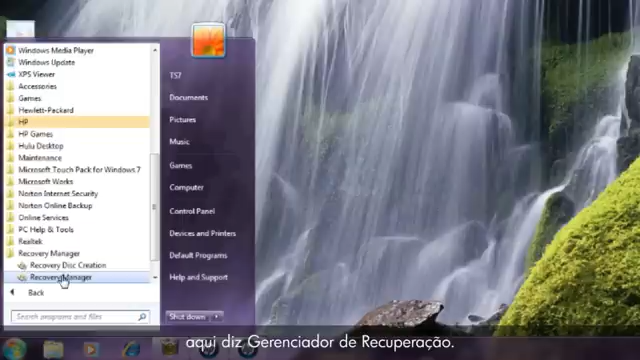 Windows Media Player
Windows Update
XPS Viewer
Accessories
Games
Hewlett-Packard
HP
HP Games
Hulu Desktop
Maintenance
Microsoft Touch Pack for Windows 7
Microsoft Works
Norton Internet Security
Norton Online Backup
Online Services
PC Help & Tools
Realtek
Recovery Manager
Recovery Disc Creation
Recovery Manager
Back
Search programs and files
Documents
Pictures
Music
Games
Computer
Control Panel
Devices and Printers
Default Programs
Help and Support
Shut down
aqui diz Gerenciador de Recuperação.